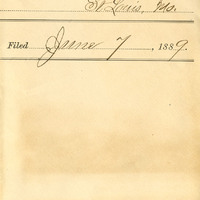 St Louis, Mo.
Filed June 7, 1889.